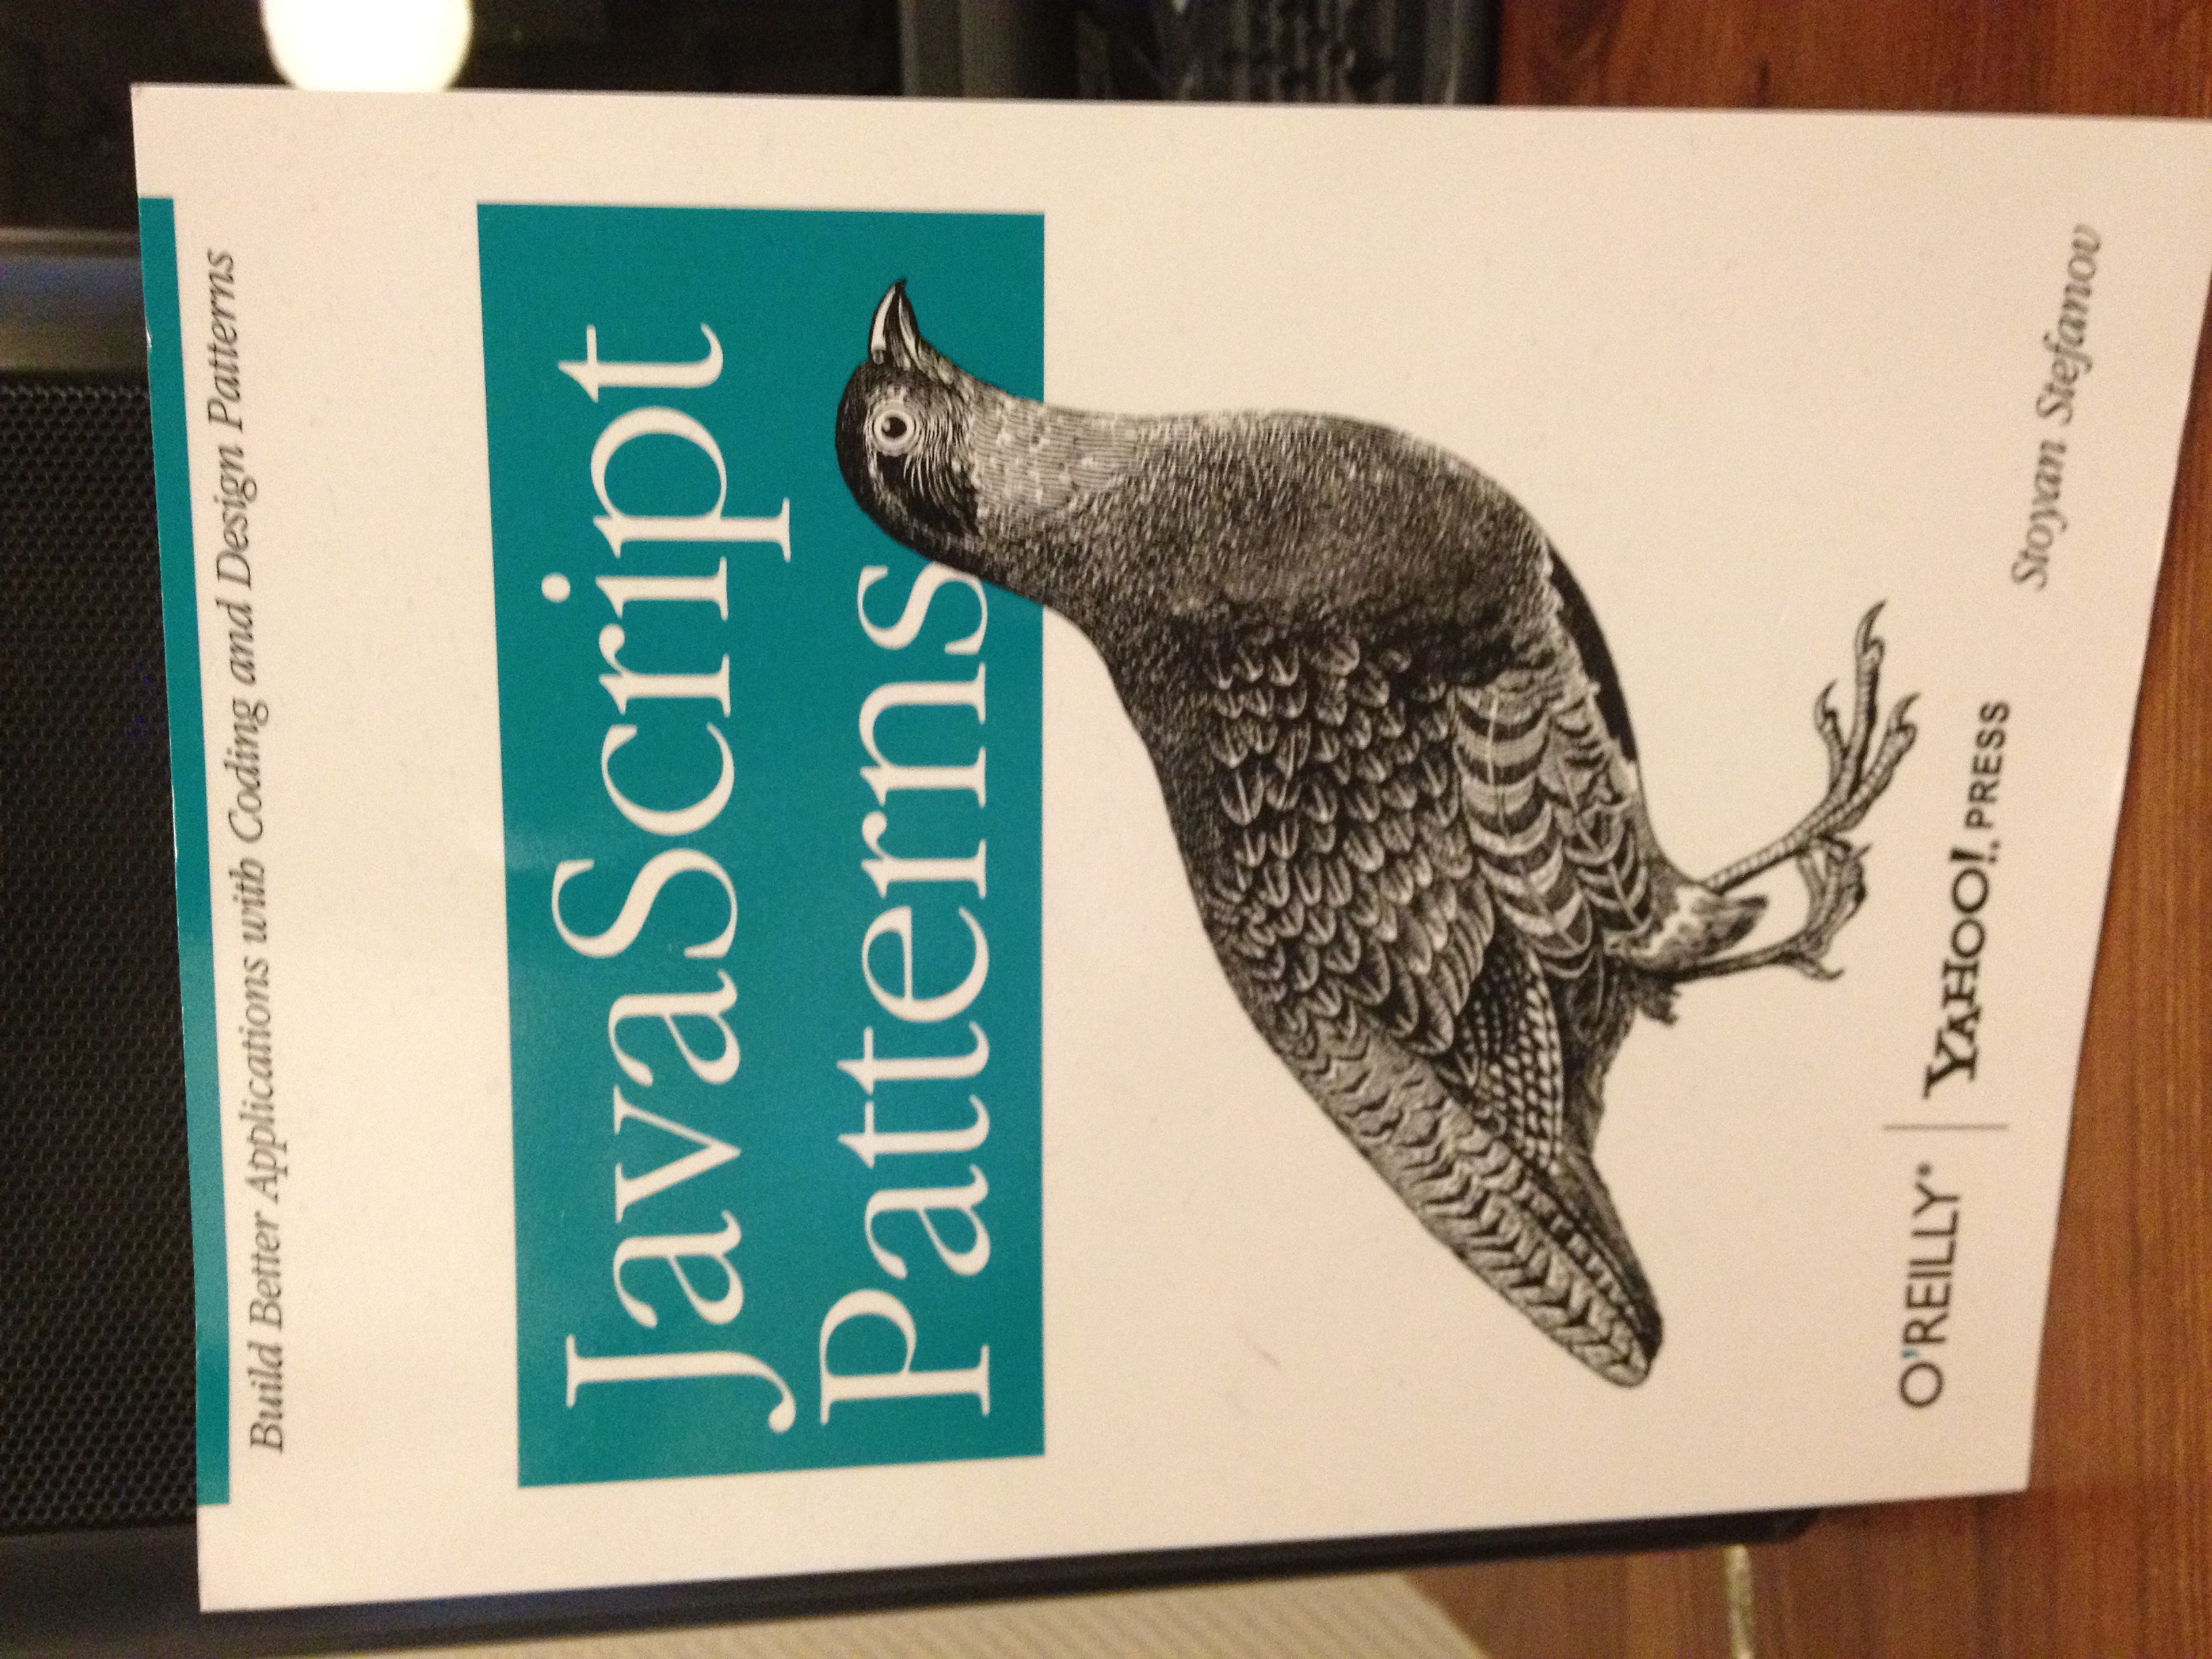 Build Better Applications with Coding and Design Patterns
JavaScript
Patterns
O'REILLY®
YAHOO!. PRESS
Stoyan Stefanov